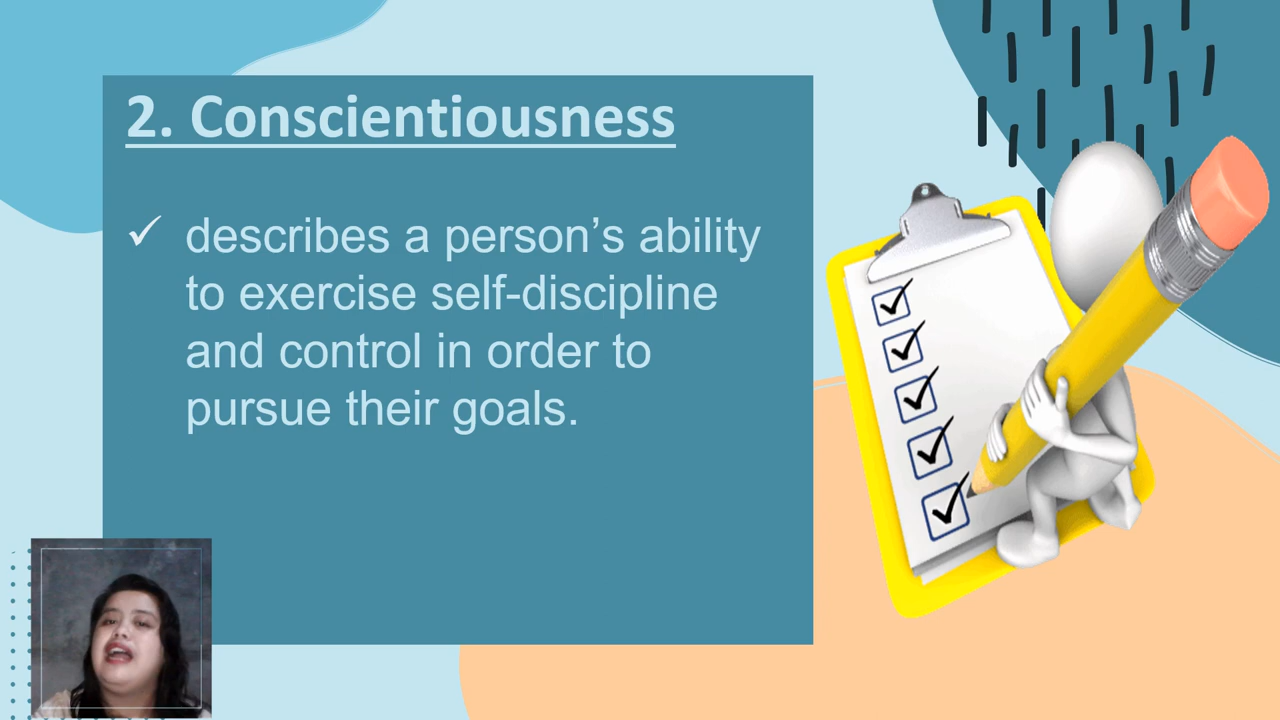 2. Conscientiousness
✓ describes a person’s ability
to exercise self-discipline
and control in order to
pursue their goals.